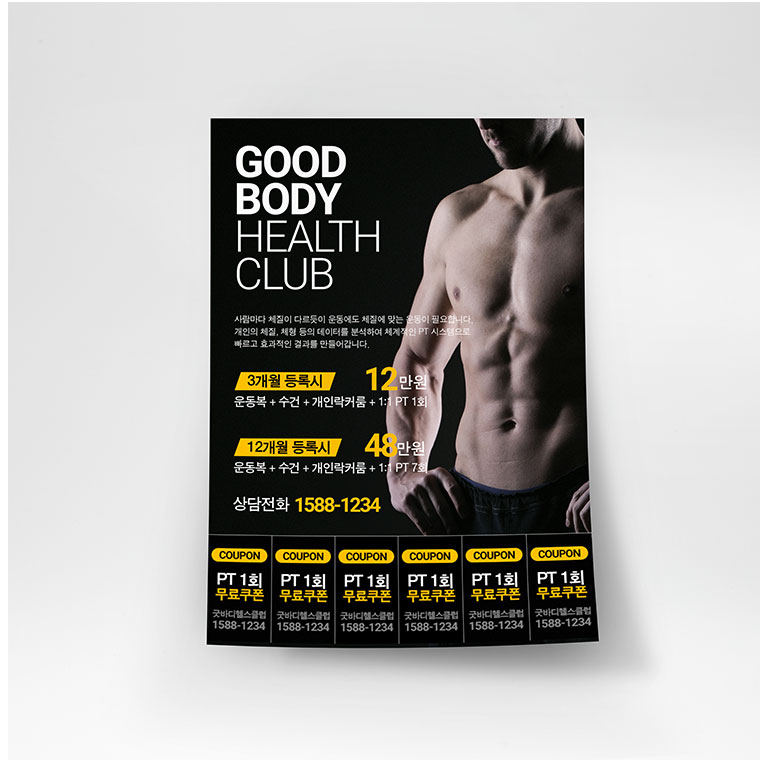 GOOD
BODY
HEALTH
CLUB
사람마다 체질이 다르듯이 운동에도 체질에 맞는 운동이 필요합니다.
개인의 체질, 체형 등의 데이터를 분석하여 체계적인 PT 시스템으로
빠르고 효과적인 결과를 만들어갑니다.
3개월 등록시 12만원
운동복 + 수건 + 개인락커룸 + 1:1 PT 1회
12개월 등록시 48만원
운동복 + 수건 + 개인락커룸 + 1:1 PT 7회
상담전화 1588-1234
COUPON COUPON COUPON COUPON COUPON COUPON
PT 1회 PT 1회 PT 1회 PT 1회 PT 1회 PT 1회
무료쿠폰 무료쿠폰 무료쿠폰 무료쿠폰 무료쿠폰 무료쿠폰
굿바디헬스클럽 굿바디헬스클럽 굿바디헬스클럽 굿바디헬스클럽 굿바디헬스클럽 굿바디헬스클럽
1588-1234 1588-1234 1588-1234 1588-1234 1588-1234 1588-1234